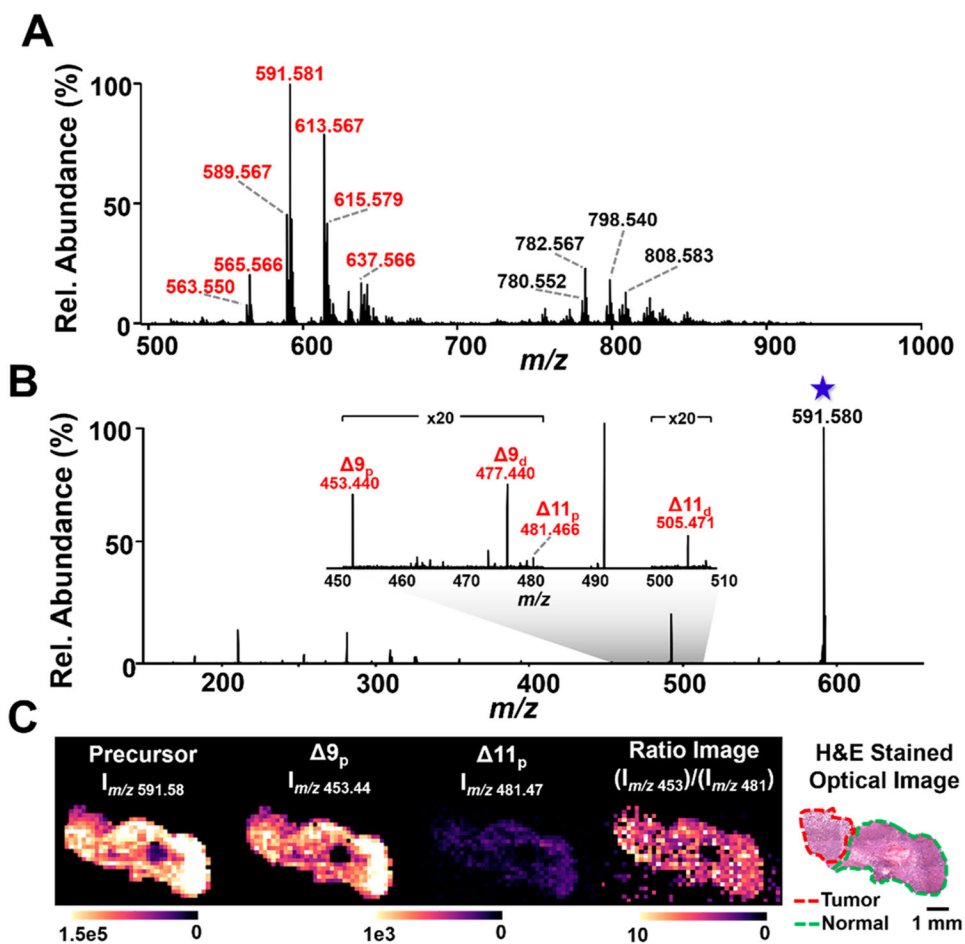 A
Rel. Abundance (%)
100
50
0
591.581
613.567
589.567
615.579
565.566
563.550
637.566
798.540
782.567
808.583
780.552
500
600
700
800
900
1000
m/z
B
Rel. Abundance (%)
100
50
0
x20
x20
591.580
Δ9p
453.440
Δ9d
477.440
Δ11p
481.466
Δ11d
505.471
450
460
470
480
490
500
510
m/z
200
300
400
500
600
m/z
C
Precursor
Im/z 591.58
Δ9p
Im/z 453.44
Δ11p
Im/z 481.47
Ratio Image
(Im/z 453)/(Im/z 481)
H&E Stained
Optical Image
1.5e5
0
1e3
0
10
0
Tumor
Normal
1 mm